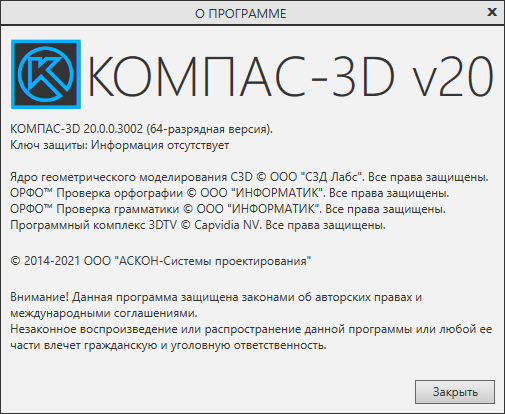 О ПРОГРАММЕ
КОМПАС-3D v20
КОМПАС-3D 20.0.0.3002 (64-разрядная версия).
Ключ защиты: Информация отсутствует
Ядро геометрического моделирования C3D © ООО "СЗД Лабс". Все права защищены.
ОРФО™ Проверка орфографии © ООО "ИНФОРМАТИК". Все права защищены.
ОРФО™ Проверка грамматики © ООО "ИНФОРМАТИК". Все права защищены.
Программный комплекс 3DTV © Capvidia NV. Все права защищены.
© 2014-2021 ООО "АСКОН-Системы проектирования"
Внимание! Данная программа защищена законами об авторских правах и
международными соглашениями.
Незаконное воспроизведение или распространение данной программы или любой ее
части влечет гражданскую и уголовную ответственность.
Закрыть